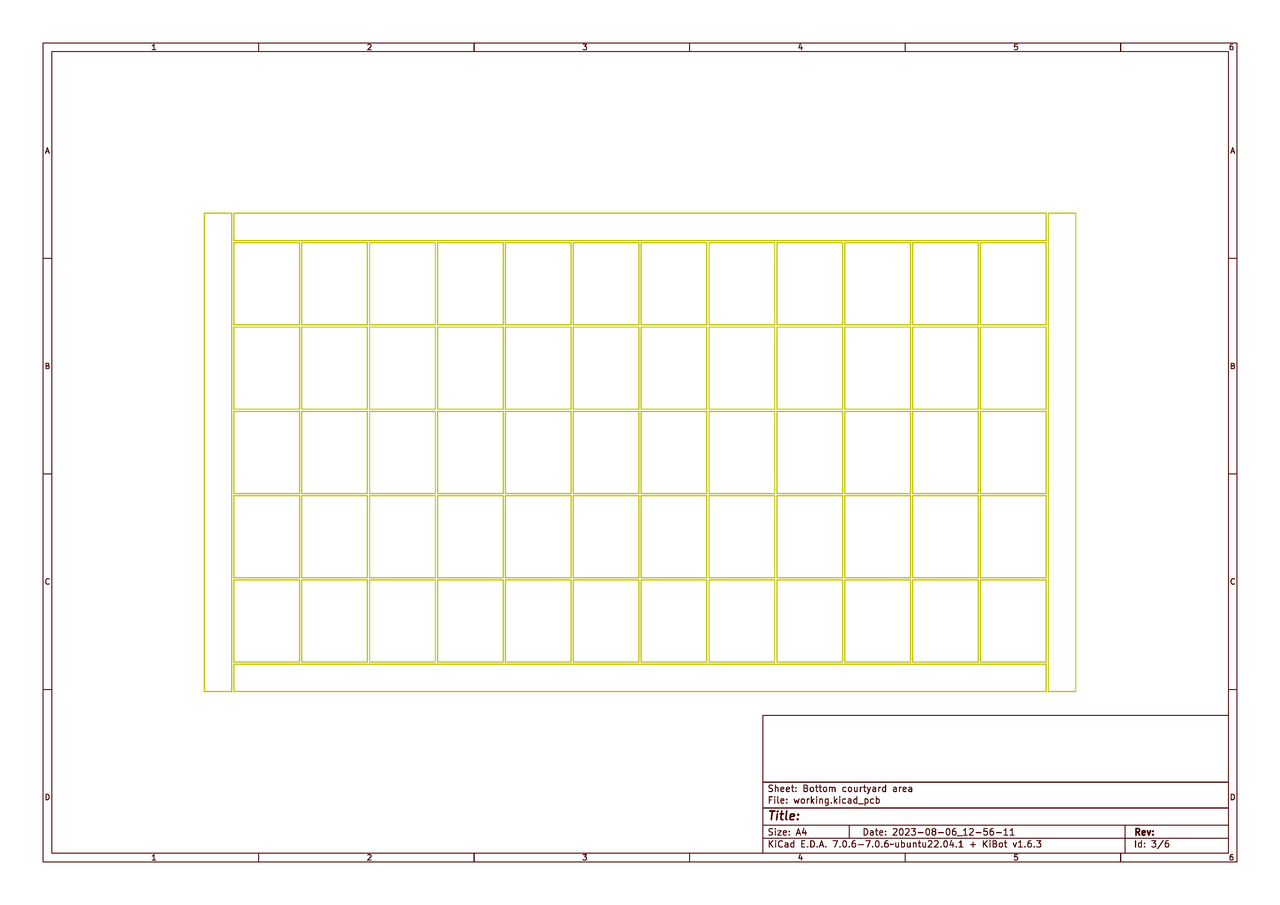 1 2 3 4 5 6
A A
B B
C C
D D
Sheet: Bottom courtyard area
File: working.kicad_pcb
Title:
Size: A4 Date: 2023-08-06_12-56-11 Rev:
KiCad E.D.A. 7.0.6-7.0.6~ubuntu22.04.1 + KiBot v1.6.3 Id: 3/6
1 2 3 4 5 6